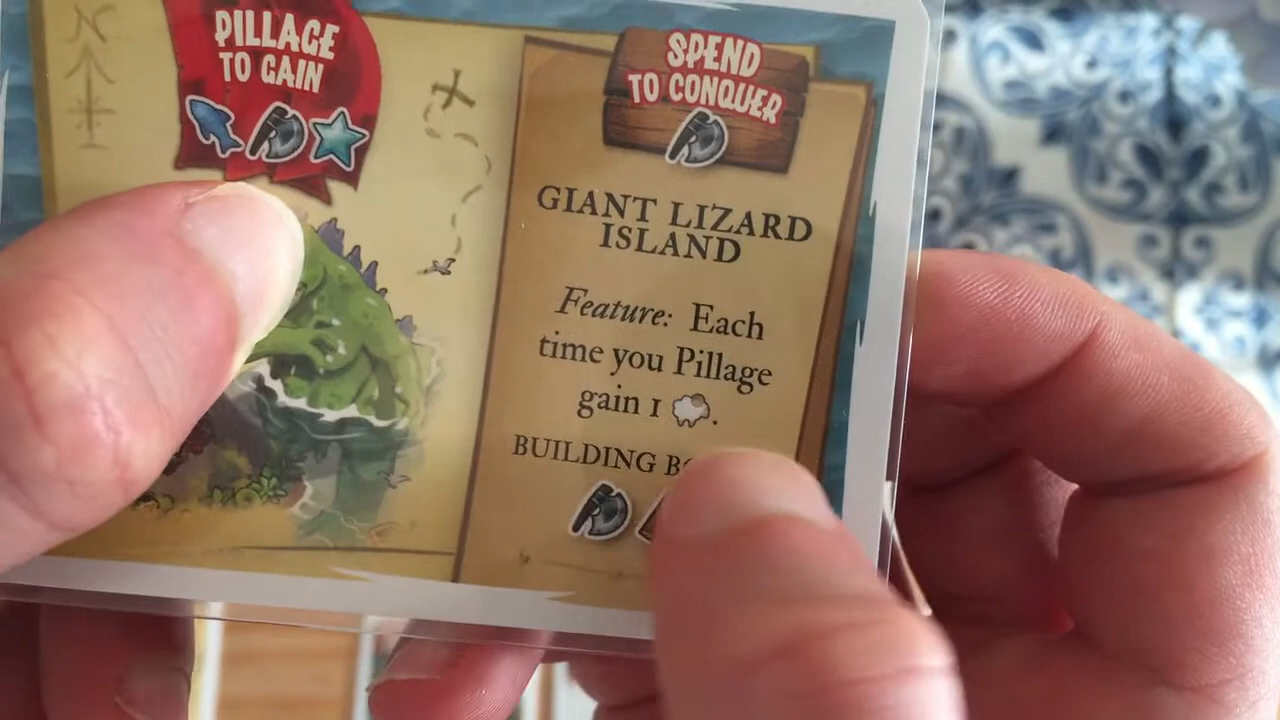 PILLAGE
TO GAIN
SPEND
TO CONQUER
GIANT LIZARD
ISLAND
Feature: Each
time you Pillage
gain 1 .
BUILDING
N